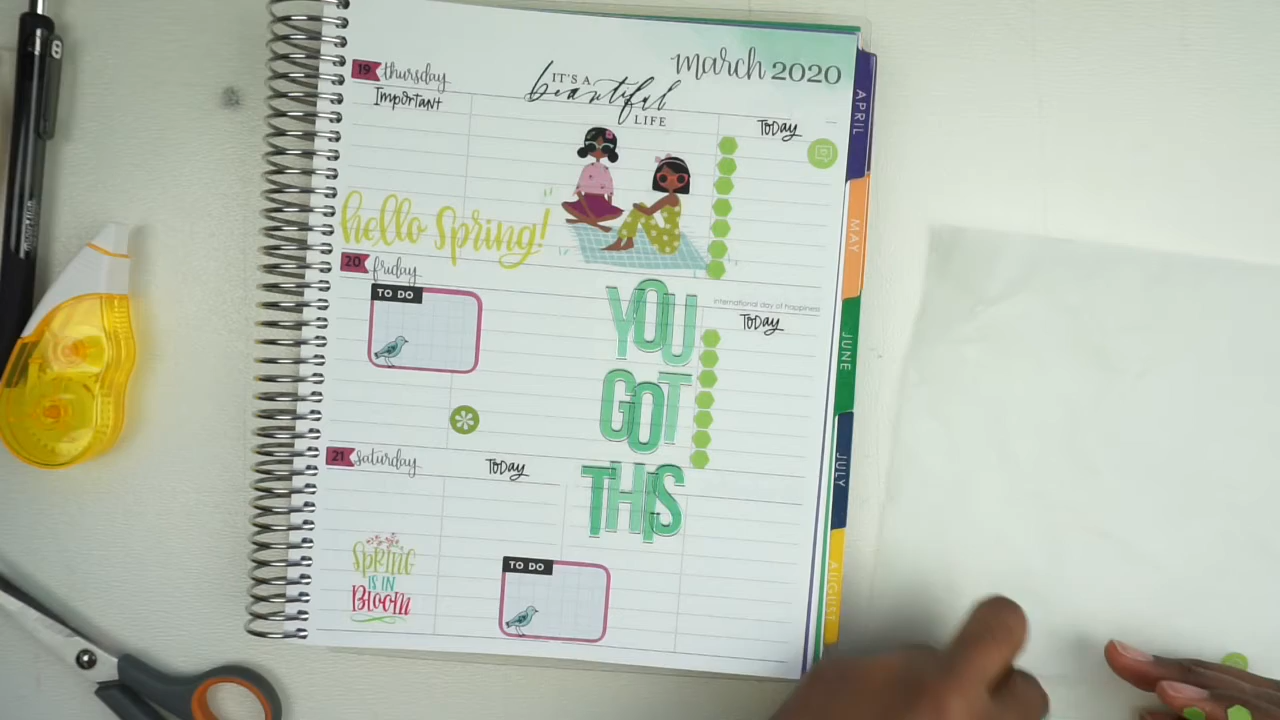 march 2020
19 thursday
IT'S A
beautiful
LIFE
Important
Today
hello Spring!
20 friday
TO DO
YOU
GOT
THIS
international day of happiness
Today
21 saturday
Today
SPRING
IS IN
BLOOM
TO DO
APRIL
MAY
JUNE
JULY
AUGUST